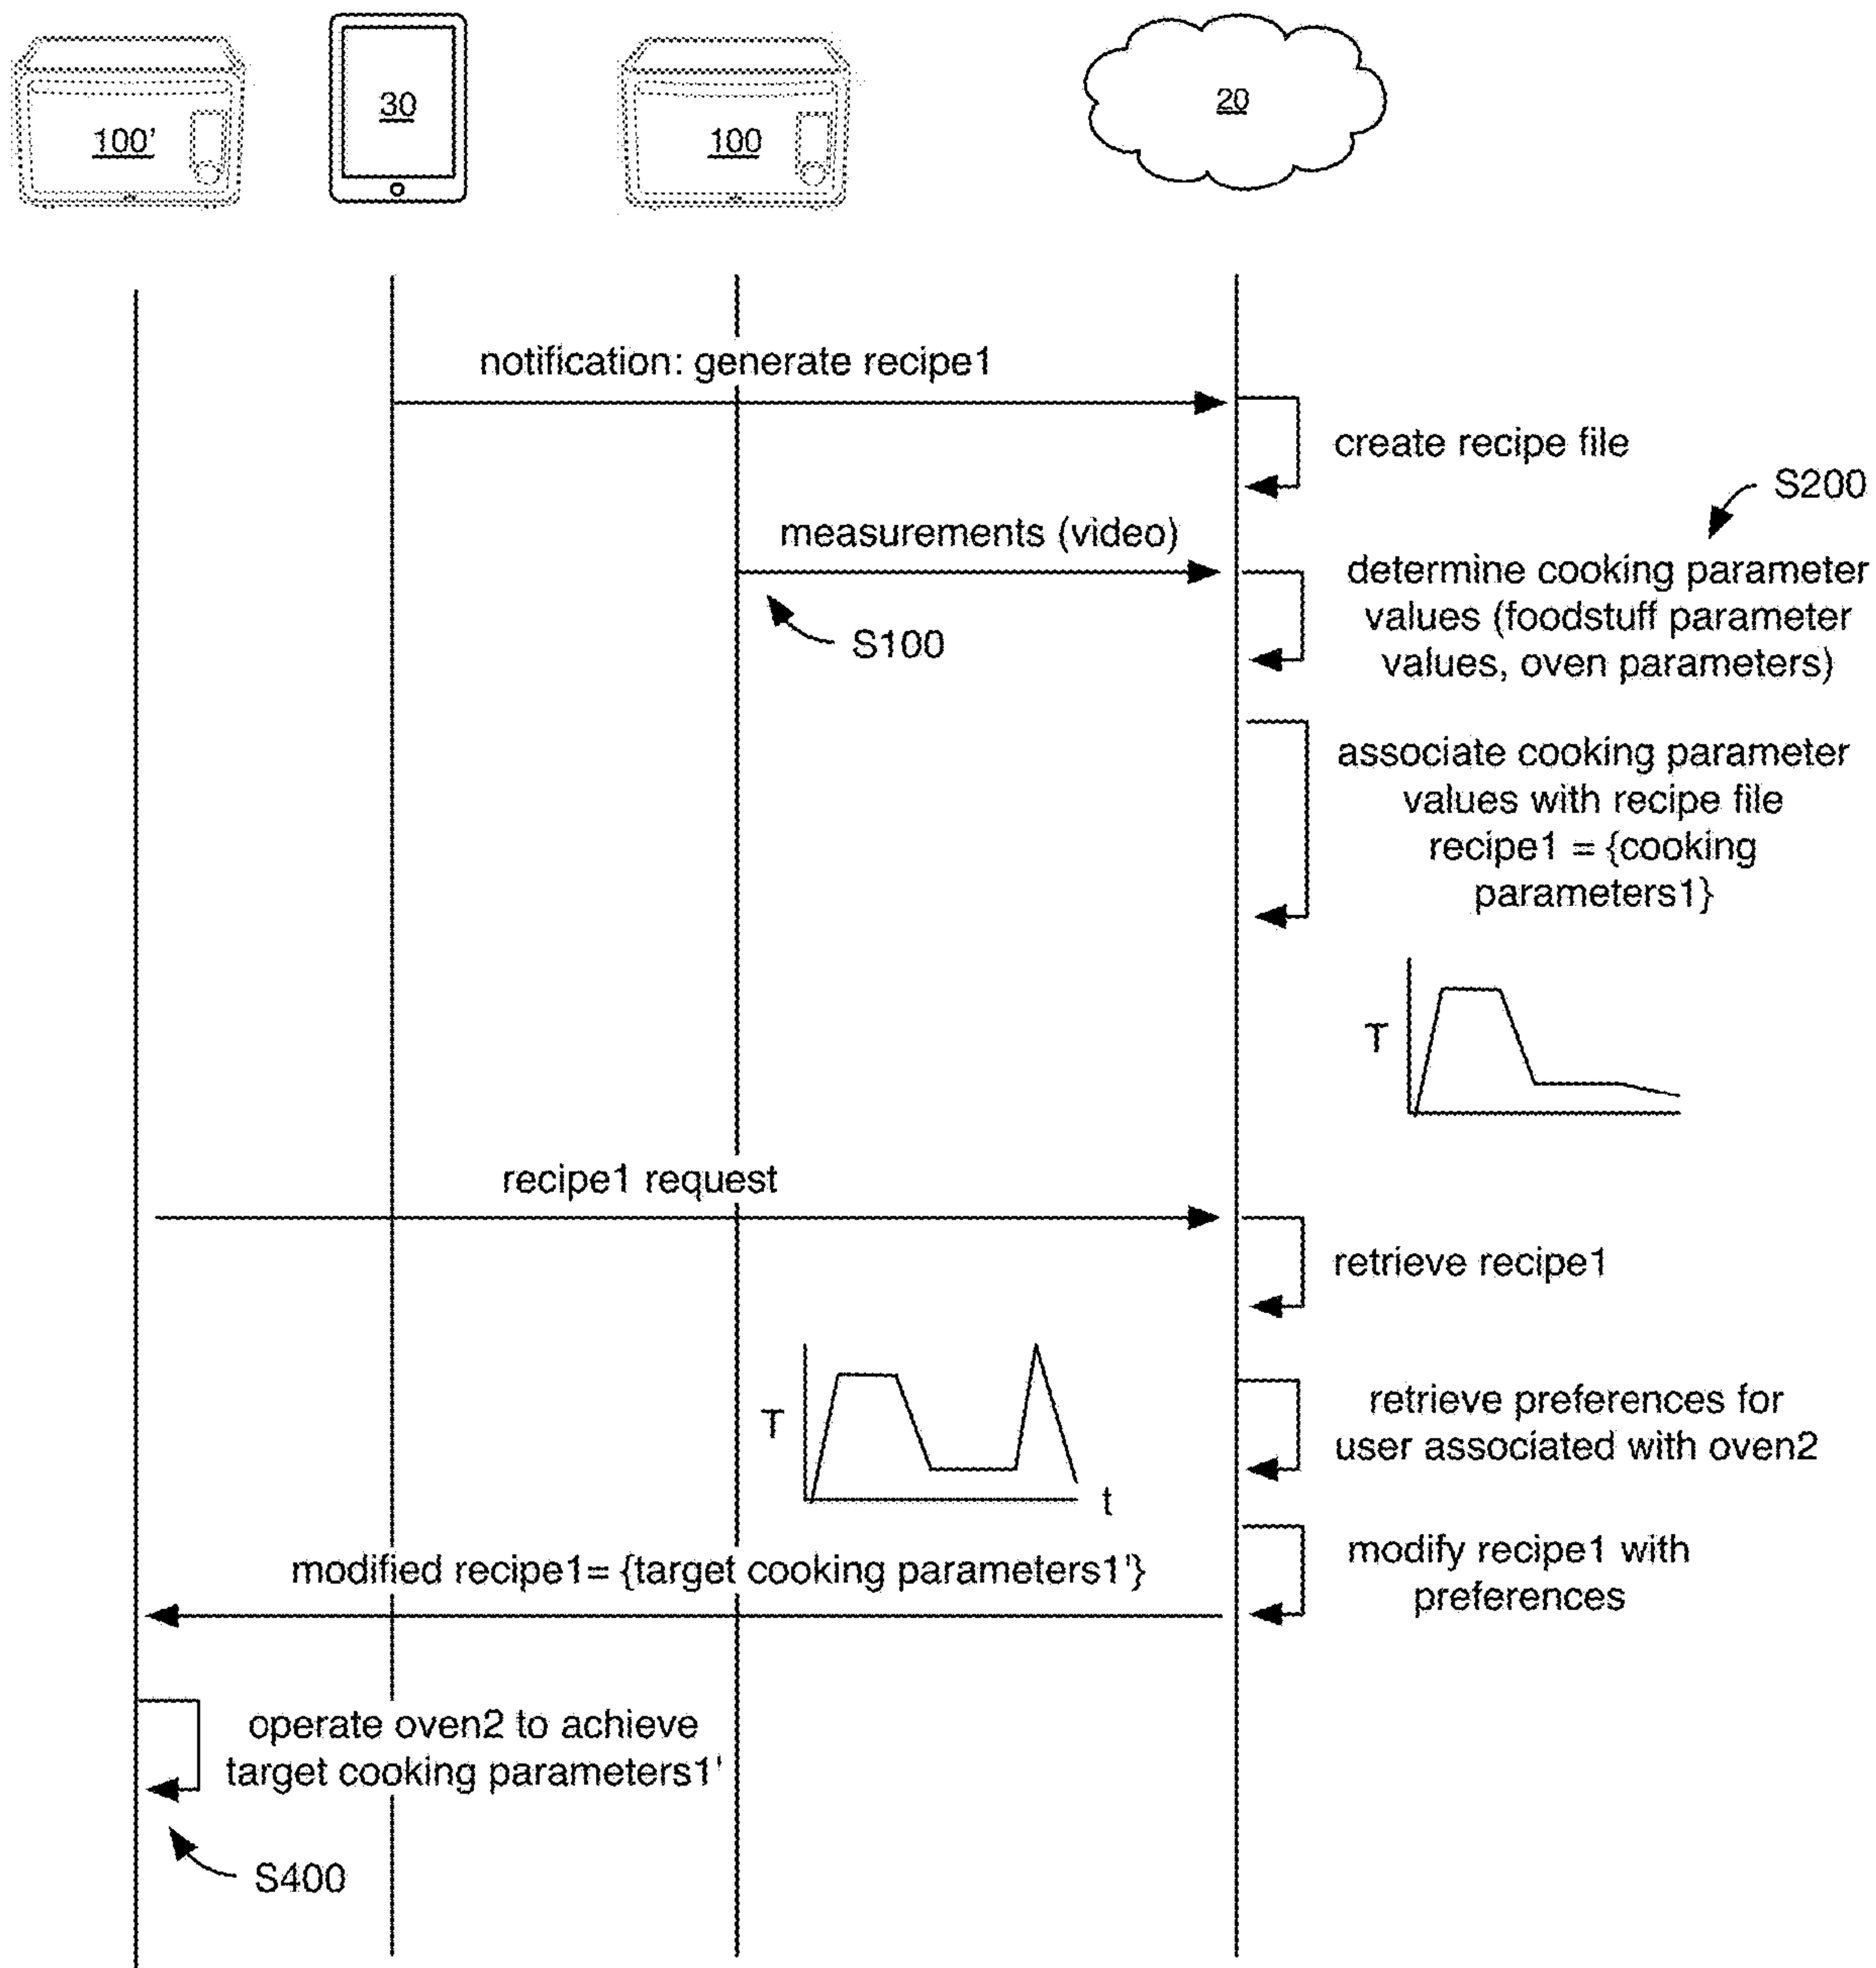 100'
30
100
20
notification: generate recipe1
create recipe file
S200
measurements (video)
determine cooking parameter
values (foodstuff parameter
values, oven parameters)
S100
associate cooking parameter
values with recipe file
recipe1 = {cooking
parameters1}
T
recipe1 request
retrieve recipe1
T
t
retrieve preferences for
user associated with oven2
modified recipe1= {target cooking parameters1'}
modify recipe1 with
preferences
operate oven2 to achieve
target cooking parameters1'
S400